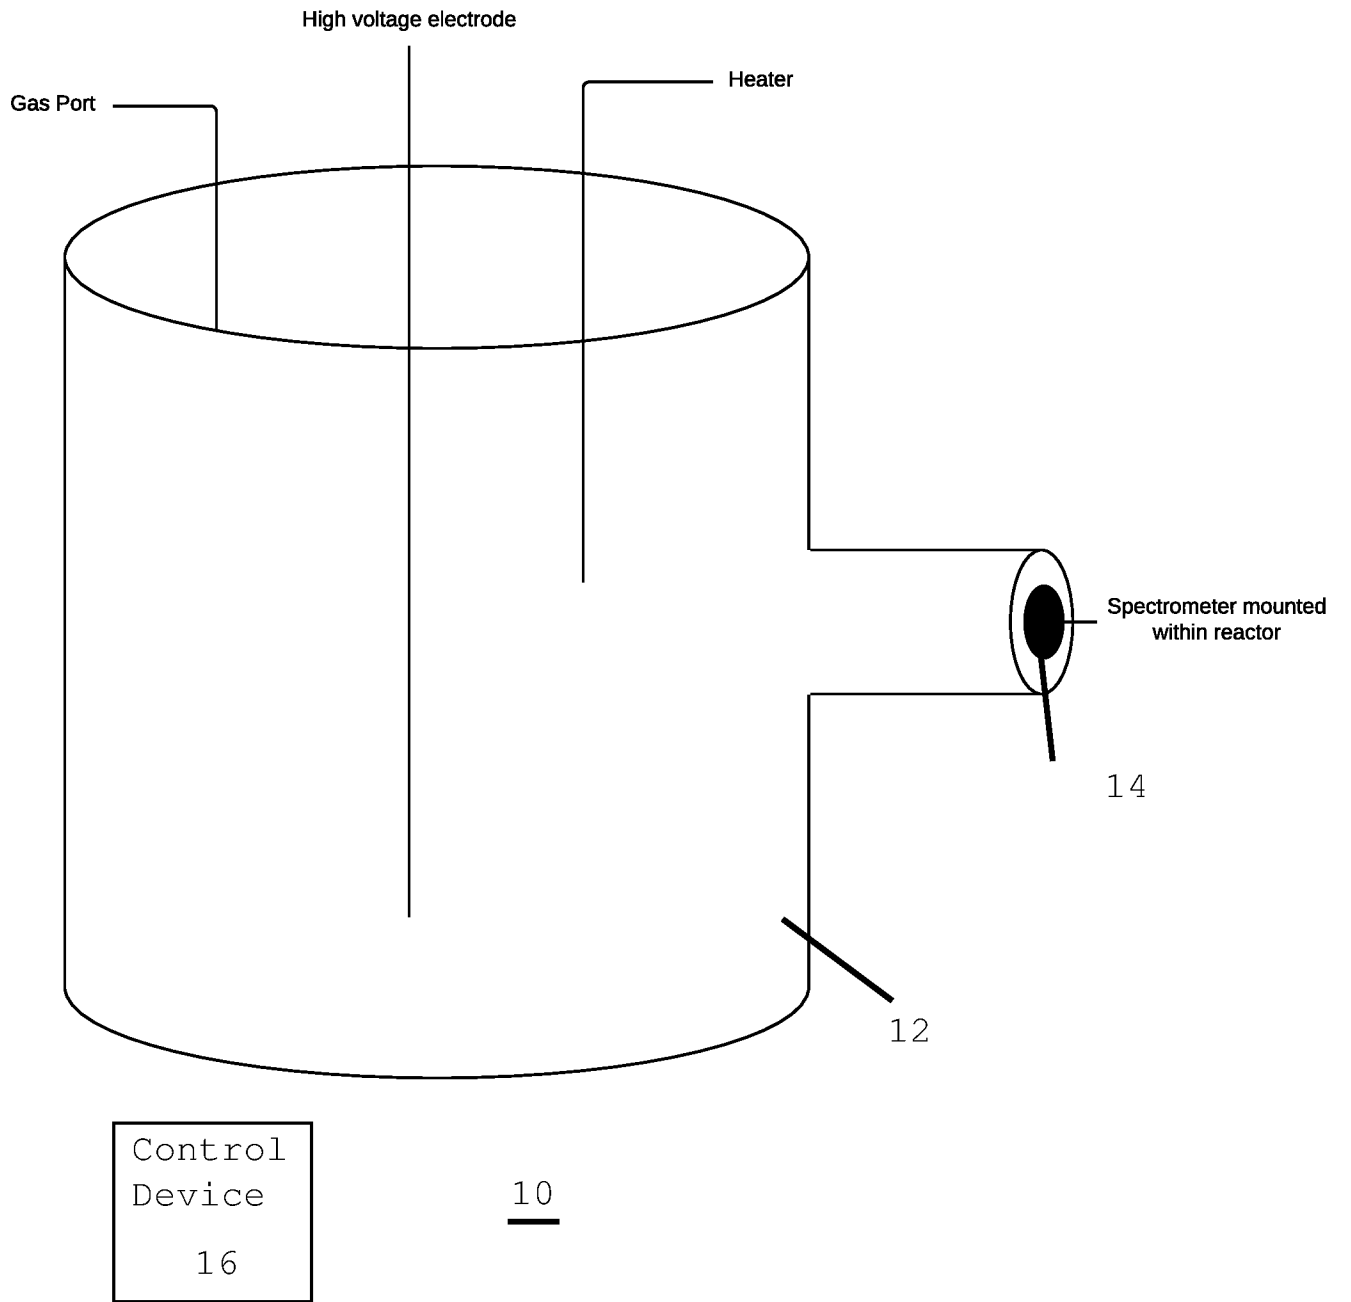 High voltage electrode
Heater
Gas Port
Spectrometer mounted
within reactor
14
12
Control
Device
16
10